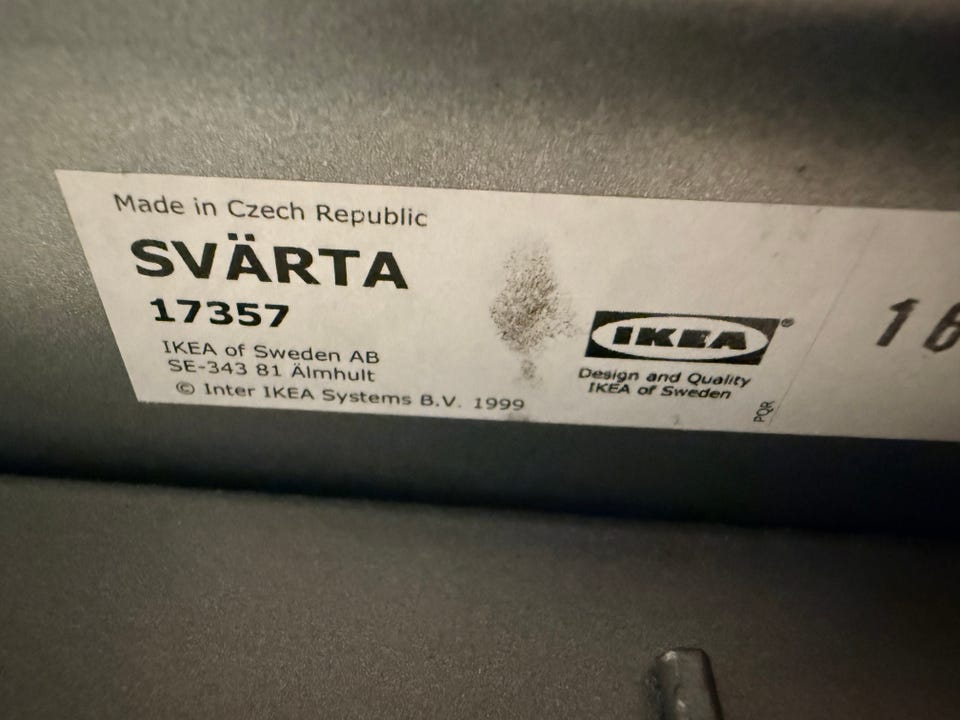 Made in Czech Republic
SVÄRTA
17357
IKEA of Sweden AB
SE-343 81 Älmhult
© Inter IKEA Systems B.V. 1999
IKEA®
Design and Quality
IKEA of Sweden
PQR
16